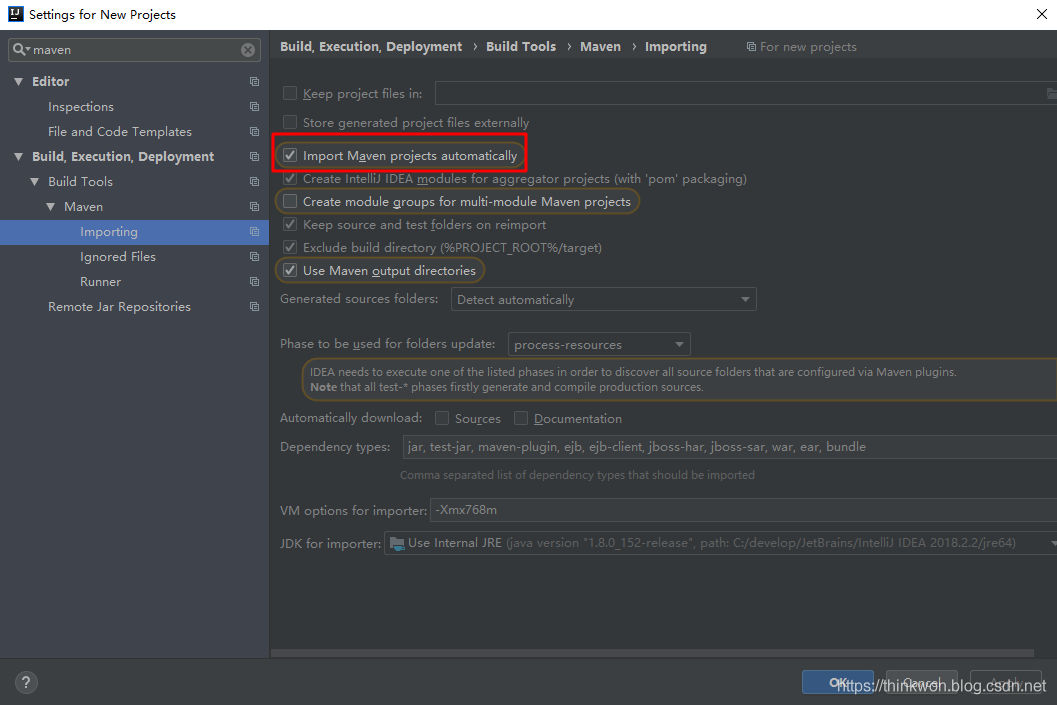 Settings for New Projects
maven
Build, Execution, Deployment › Build Tools › Maven › Importing For new projects
Editor
Inspections
File and Code Templates
Build, Execution, Deployment
Build Tools
Maven
Importing
Ignored Files
Runner
Remote Jar Repositories
Keep project files in:
Store generated project files externally
Import Maven projects automatically
Create IntelliJ IDEA modules for aggregator projects (with 'pom' packaging)
Create module groups for multi-module Maven projects
Keep source and test folders on reimport
Exclude build directory (%PROJECT_ROOT%/target)
Use Maven output directories
Generated sources folders: Detect automatically
Phase to be used for folders update: process-resources
IDEA needs to execute one of the listed phases in order to discover all source folders that are configured via Maven plugins.
Note that all test-* phases firstly generate and compile production sources.
Automatically download: Sources Documentation
Dependency types: jar, test-jar, maven-plugin, ejb, ejb-client, jboss-har, jboss-sar, war, ear, bundle
Comma separated list of dependency types that should be imported
VM options for importer: -Xmx768m
JDK for importer: Use Internal JRE (java version "1.8.0_152-release", path: C:/develop/JetBrains/IntelliJ IDEA 2018.2.2/jre64)
?
OK Cancel Apply
https://thinkwon.blog.csdn.net